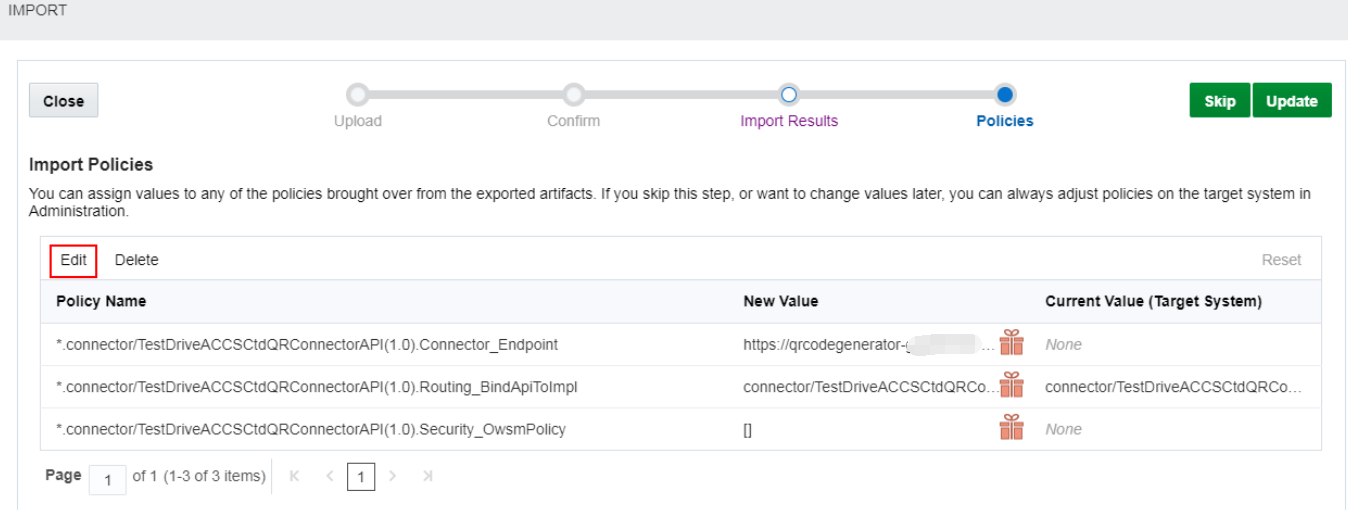 IMPORT
Close
Upload
Confirm
Import Results
Policies
Skip
Update
Import Policies
You can assign values to any of the policies brought over from the exported artifacts. If you skip this step, or want to change values later, you can always adjust policies on the target system in
Administration.
Edit Delete Reset
Policy Name New Value Current Value (Target System)
*.connector/TestDriveACCSCtdQRConnectorAPI(1.0).Connector_Endpoint https://qrcodegenerator-... None
*.connector/TestDriveACCSCtdQRConnectorAPI(1.0).Routing_BindApiToImpl connector/TestDriveACCSCtdQRCo... connector/TestDriveACCSCtdQRCo...
*.connector/TestDriveACCSCtdQRConnectorAPI(1.0).Security_OwsmPolicy [] None
Page 1 of 1 (1-3 of 3 items) K < 1 > >|